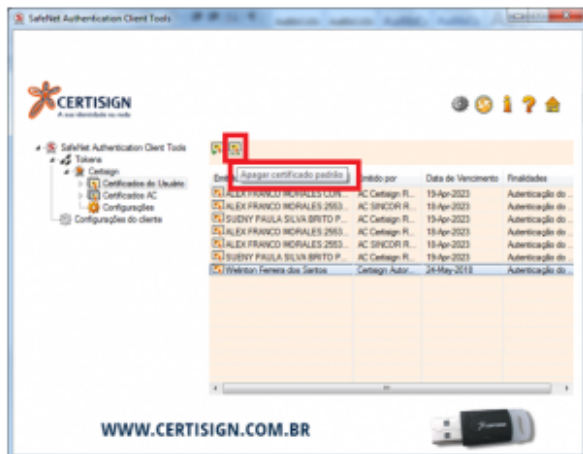 SafeNet Authentication Client Tools
CERTISIGN
A sua identidade na rede
SafeNet Authentication Client Tools
Tokens
Certisign
Certificados do Usuário
Certificados AC
Configurações
Configurações do cliente
Apagar certificado padrão
Emitido por Data de Vencimento Finalidades
ALEX FRANCO MORALES CON... AC Certisign R... 19-Apr-2023 Autenticação do
ALEX FRANCO MORALES:2553... AC SINCOR R... 18-Apr-2023 Autenticação do
SUENY PAULA SILVA BRITO P... AC Certisign R... 19-Apr-2023 Autenticação do
ALEX FRANCO MORALES:2553... AC SINCOR R... 18-Apr-2023 Autenticação do
ALEX FRANCO MORALES:2553... AC SINCOR R... 18-Apr-2023 Autenticação do
SUENY PAULA SILVA BRITO P... AC Certisign R... 19-Apr-2023 Autenticação do
Welinton Ferreira dos Santos Certisign Autor... 24-May-2018 Autenticação do
WWW.CERTISIGN.COM.BR